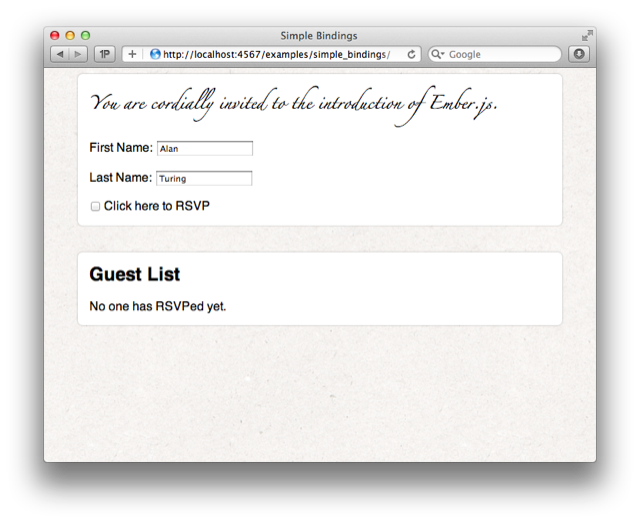 Simple Bindings
1P
+
http://localhost:4567/examples/simple_bindings/
Google
You are cordially invited to the introduction of Ember.js.
First Name: Alan
Last Name: Turing
Click here to RSVP
Guest List
No one has RSVPed yet.